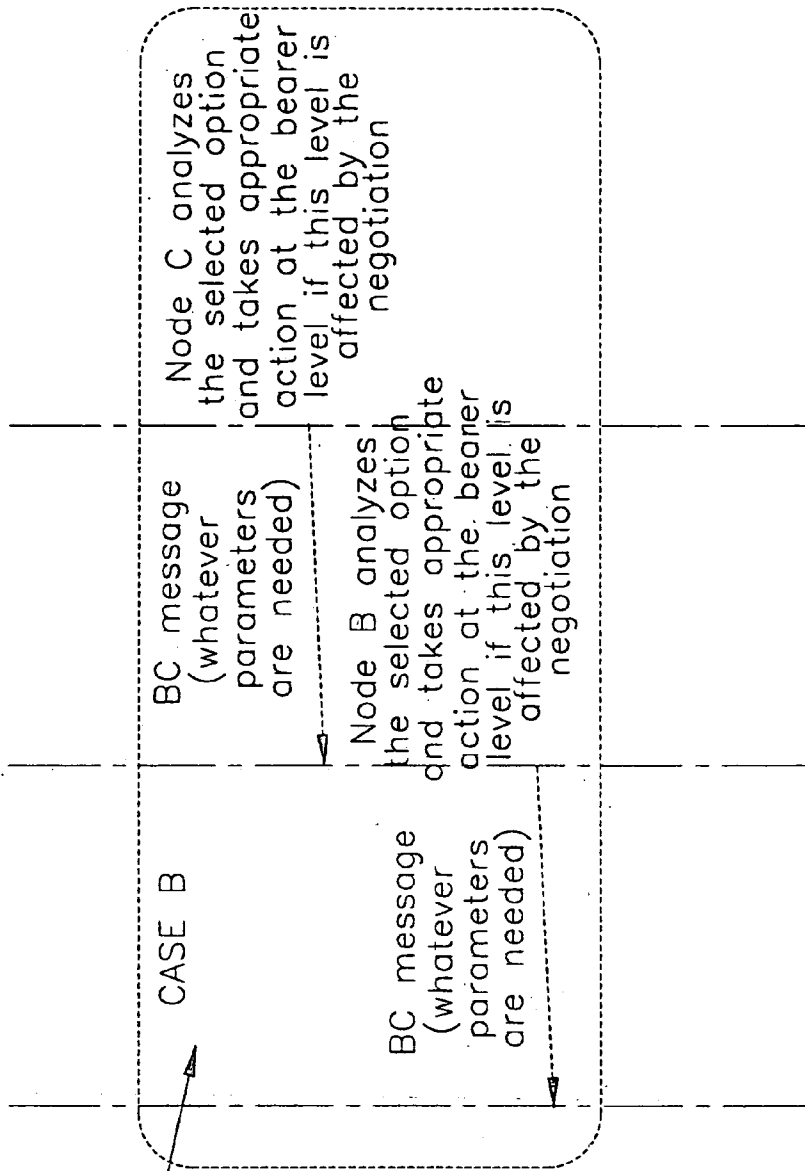 CASE B
BC message
(whatever
parameters
are needed)
Node C analyzes
the selected option
and takes appropriate
action at the bearer
level if this level is
affected by the
negotiation
BC message
(whatever
parameters
are needed)
Node B analyzes
the selected option
and takes appropriate
action at the bearer
level if this level is
affected by the
negotiation